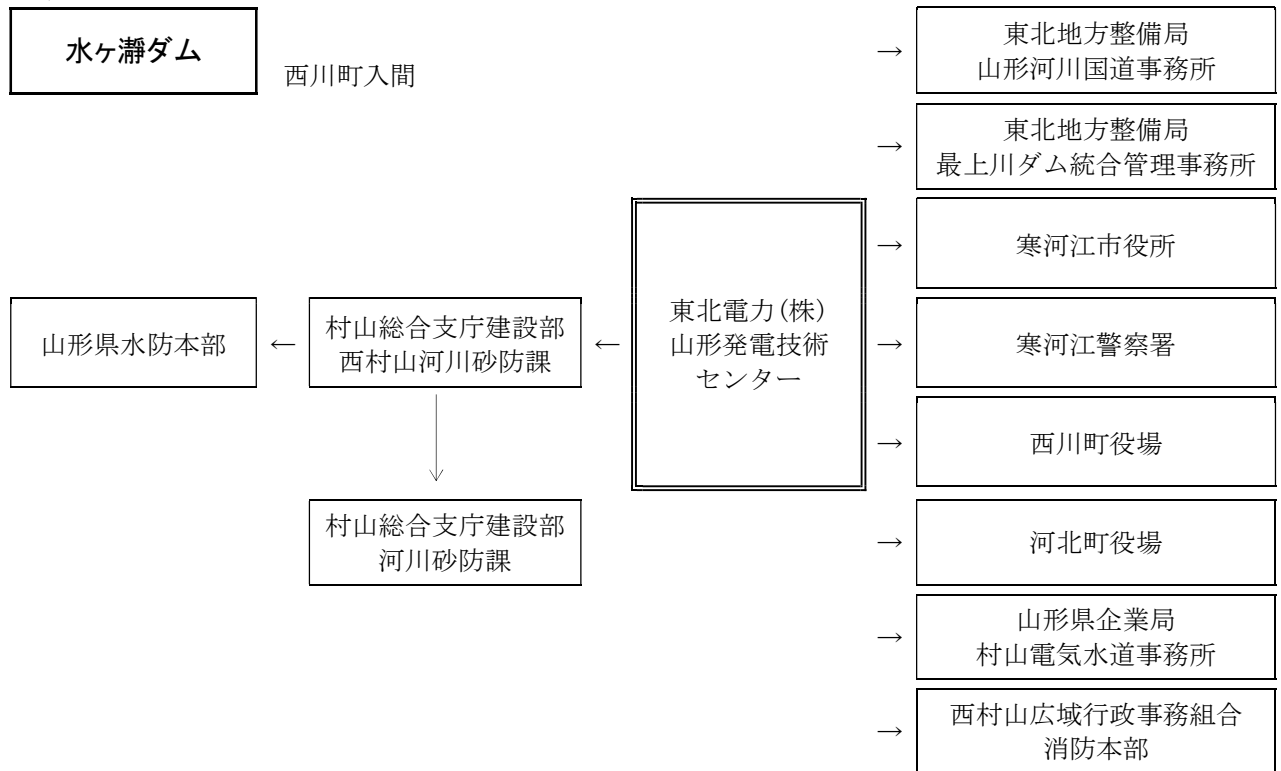 水ヶ瀞ダム
西川町入間
→
東北地方整備局
山形河川国道事務所
→
東北地方整備局
最上川ダム統合管理事務所
→
寒河江市役所
山形県水防本部
←
村山総合支庁建設部
西村山河川砂防課
←
東北電力(株)
山形発電技術
センター
→
寒河江警察署
→
西川町役場
村山総合支庁建設部
河川砂防課
→
河北町役場
→
山形県企業局
村山電気水道事務所
→
西村山広域行政事務組合
消防本部